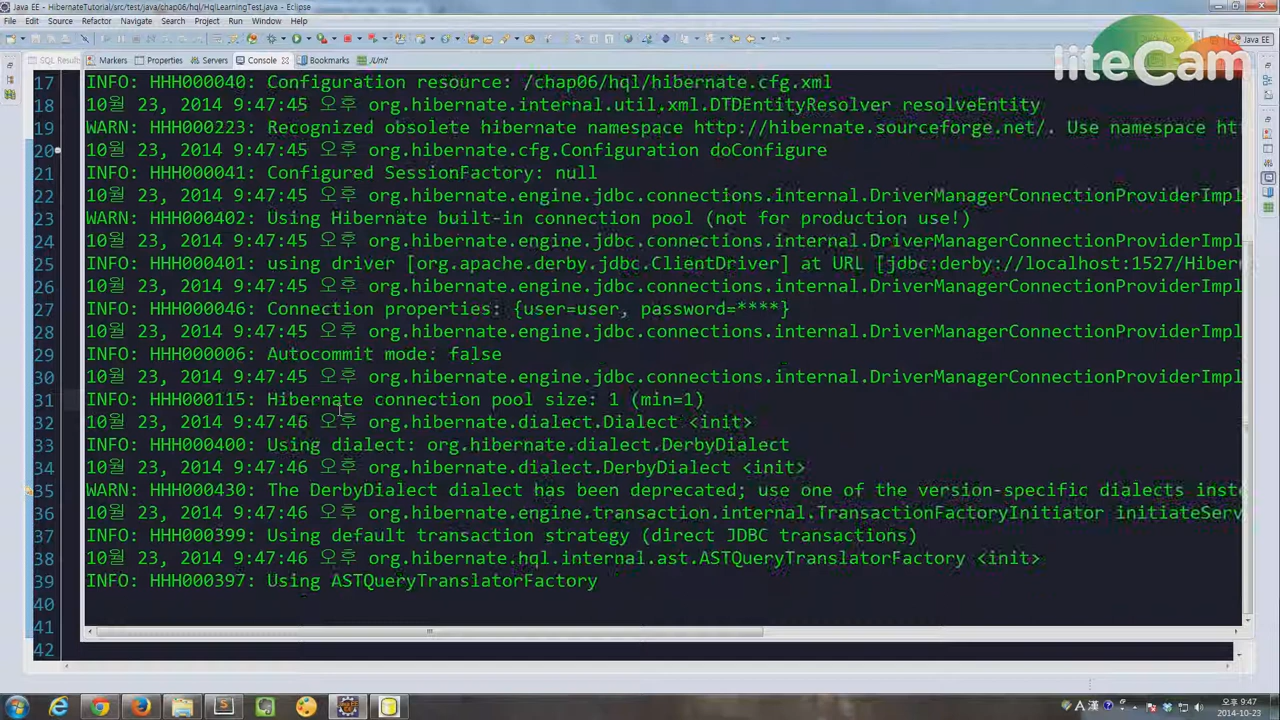 Java EE - HibernateTutorial/src/test/java/chap06/hql/HqlLearningTest.java - Eclipse
File Edit Source Refactor Navigate Search Project Run Window Help
Java EE
liteCam
SQL Results Markers Properties Servers Console Bookmarks JUnit
17 INFO: HHH000040: Configuration resource: /chap06/hql/hibernate.cfg.xml
18 10월 23, 2014 9:47:45 오후 org.hibernate.internal.util.xml.DTDEntityResolver resolveEntity
19 WARN: HHH000223: Recognized obsolete hibernate namespace http://hibernate.sourceforge.net/. Use namespace ht
20 10월 23, 2014 9:47:45 오후 org.hibernate.cfg.Configuration doConfigure
21 INFO: HHH000041: Configured SessionFactory: null
22 10월 23, 2014 9:47:45 오후 org.hibernate.engine.jdbc.connections.internal.DriverManagerConnectionProviderImpl
23 WARN: HHH000402: Using Hibernate built-in connection pool (not for production use!)
24 10월 23, 2014 9:47:45 오후 org.hibernate.engine.jdbc.connections.internal.DriverManagerConnectionProviderImpl
25 INFO: HHH000401: using driver [org.apache.derby.jdbc.ClientDriver] at URL [jdbc:derby://localhost:1527/Hiber
26 10월 23, 2014 9:47:45 오후 org.hibernate.engine.jdbc.connections.internal.DriverManagerConnectionProviderImpl
27 INFO: HHH000046: Connection properties: {user=user, password=****}
28 10월 23, 2014 9:47:45 오후 org.hibernate.engine.jdbc.connections.internal.DriverManagerConnectionProviderImpl
29 INFO: HHH000006: Autocommit mode: false
30 10월 23, 2014 9:47:45 오후 org.hibernate.engine.jdbc.connections.internal.DriverManagerConnectionProviderImpl
31 INFO: HHH000115: Hibernate connection pool size: 1 (min=1)
32 10월 23, 2014 9:47:46 오후 org.hibernate.dialect.Dialect <init>
33 INFO: HHH000400: Using dialect: org.hibernate.dialect.DerbyDialect
34 10월 23, 2014 9:47:46 오후 org.hibernate.dialect.DerbyDialect <init>
35 WARN: HHH000430: The DerbyDialect dialect has been deprecated; use one of the version-specific dialects inst
36 10월 23, 2014 9:47:46 오후 org.hibernate.engine.transaction.internal.TransactionFactoryInitiator initiateServ
37 INFO: HHH000399: Using default transaction strategy (direct JDBC transactions)
38 10월 23, 2014 9:47:46 오후 org.hibernate.hql.internal.ast.ASTQueryTranslatorFactory <init>
39 INFO: HHH000397: Using ASTQueryTranslatorFactory
40
41
42
A 漢
오후 9:47
2014-10-23